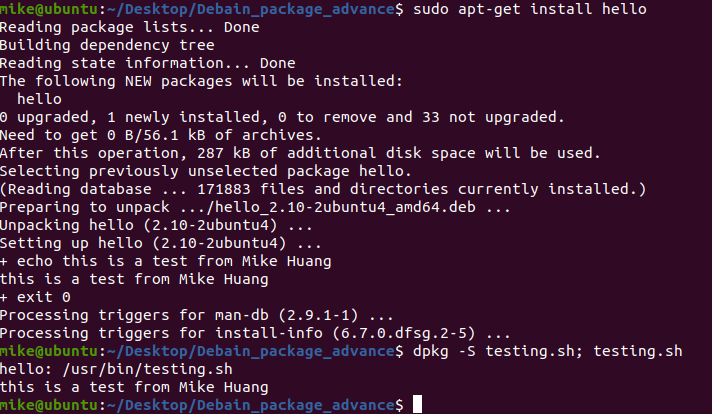 mike@ubuntu:~/Desktop/Debain_package_advance$ sudo apt-get install hello
Reading package lists... Done
Building dependency tree
Reading state information... Done
The following NEW packages will be installed:
  hello
0 upgraded, 1 newly installed, 0 to remove and 33 not upgraded.
Need to get 0 B/56.1 kB of archives.
After this operation, 287 kB of additional disk space will be used.
Selecting previously unselected package hello.
(Reading database ... 171883 files and directories currently installed.)
Preparing to unpack .../hello_2.10-2ubuntu4_amd64.deb ...
Unpacking hello (2.10-2ubuntu4) ...
Setting up hello (2.10-2ubuntu4) ...
+ echo this is a test from Mike Huang
this is a test from Mike Huang
+ exit 0
Processing triggers for man-db (2.9.1-1) ...
Processing triggers for install-info (6.7.0.dfsg.2-5) ...
mike@ubuntu:~/Desktop/Debain_package_advance$ dpkg -S testing.sh; testing.sh
hello: /usr/bin/testing.sh
this is a test from Mike Huang
mike@ubuntu:~/Desktop/Debain_package_advance$